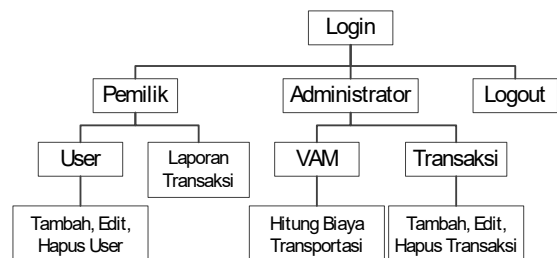 Login
Pemilik
Administrator
Logout
User
Laporan
Transaksi
VAM
Transaksi
Tambah, Edit,
Hapus User
Hitung Biaya
Transportasi
Tambah, Edit,
Hapus Transaksi